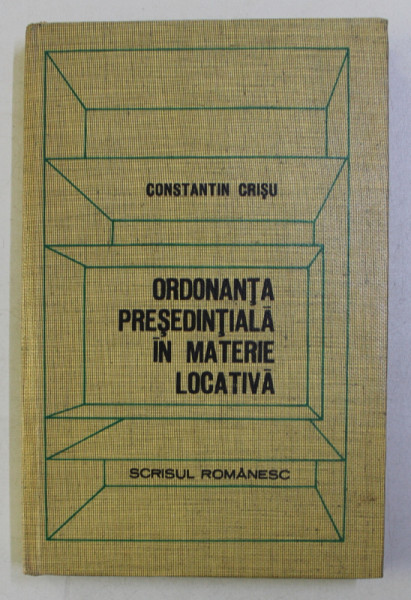 CONSTANTIN CRIŞU
ORDONANŢA
PREŞEDINŢIALĂ
ÎN MATERIE
LOCATIVĂ
SCRISUL ROMÂNESC